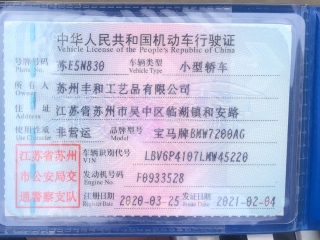 中华人民共和国机动车行驶证
Vehicle License of the People's Republic of China
号牌号码 苏E5N830 车辆类型 小型轿车
Plate No. Vehicle Type
所有人 苏州丰和工艺品有限公司
Owner
住址 江苏省苏州市吴中区临湖镇和安路
Address
使用性质 非营运 品牌型号 宝马牌BMW7200AG
Use Character Model
江苏省苏州市公安局交通警察支队
车辆识别代号 LBV6P4107LMW45220
VIN
发动机号码 F0933528
Engine No.
注册日期 2020-03-25 发证日期 2021-02-04
Register Date Issue Date